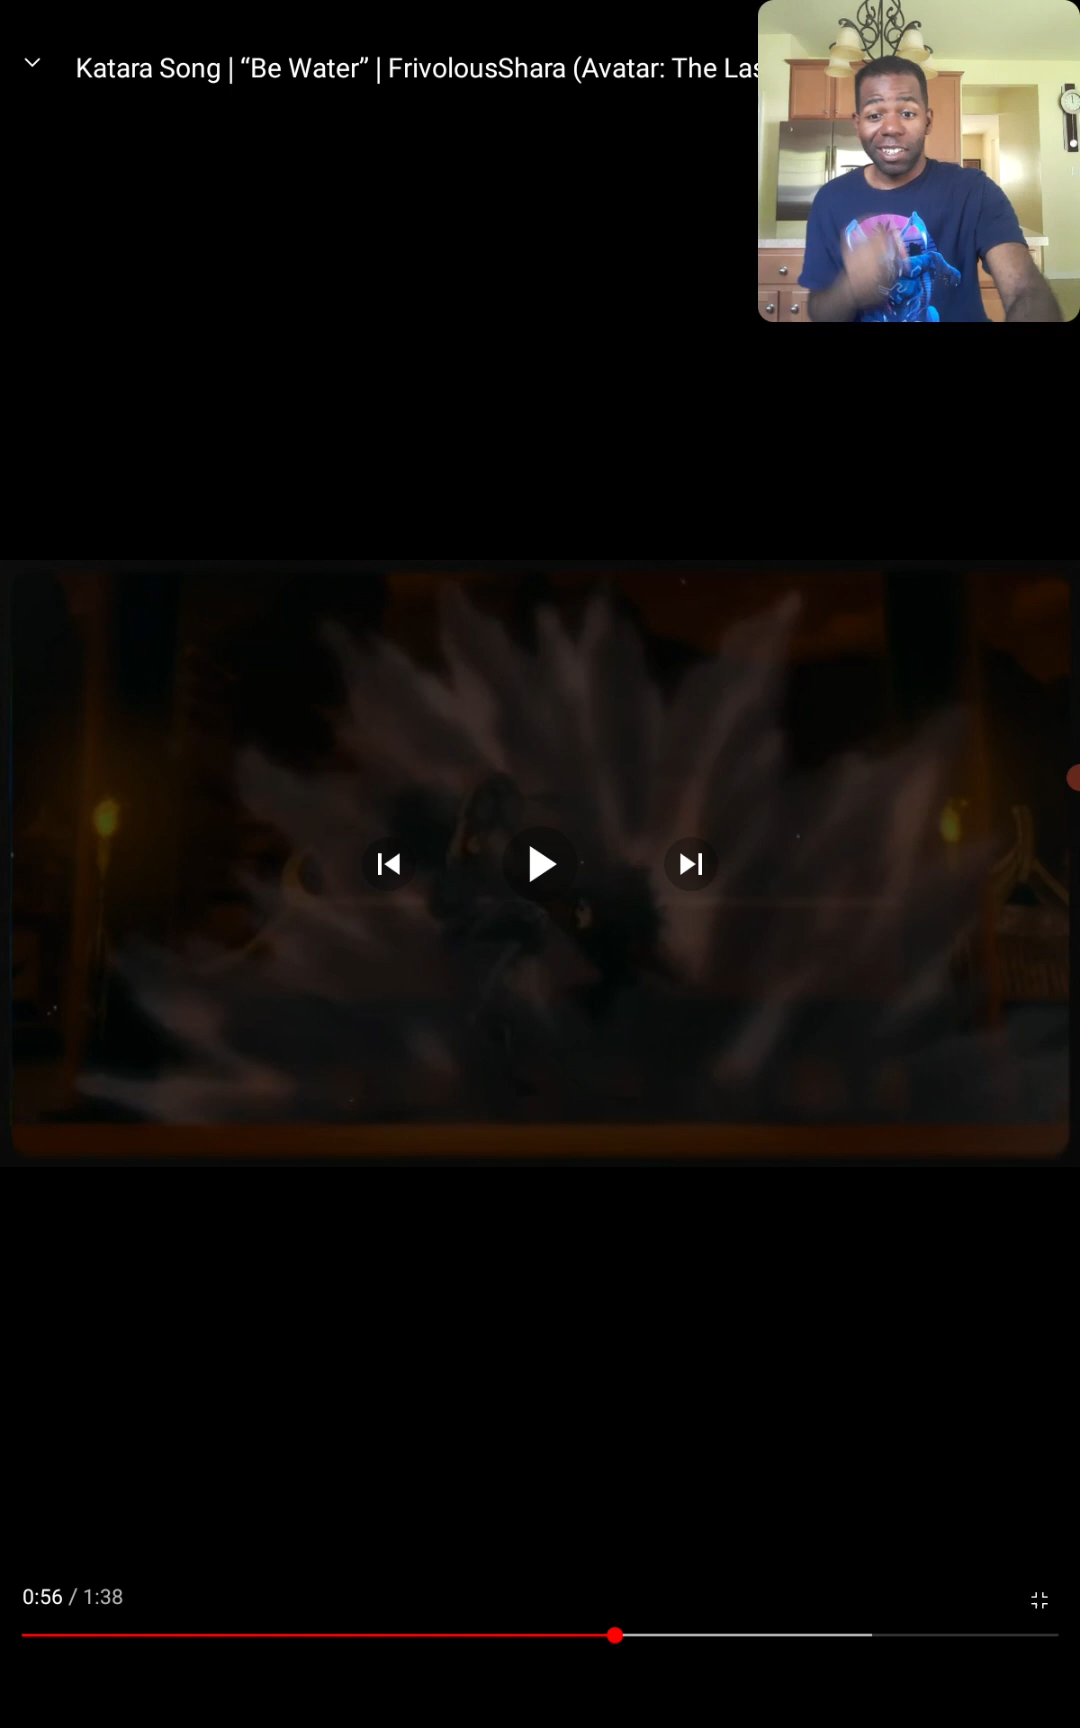 Katara Song | “Be Water” | FrivolousShara (Avatar: The Las
0:56 / 1:38